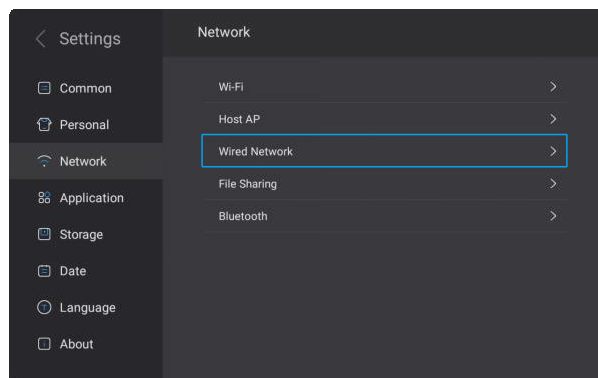 Settings
Common
Personal
Network
Application
Storage
Date
Language
About
Network
Wi-Fi
Host AP
Wired Network
File Sharing
Bluetooth